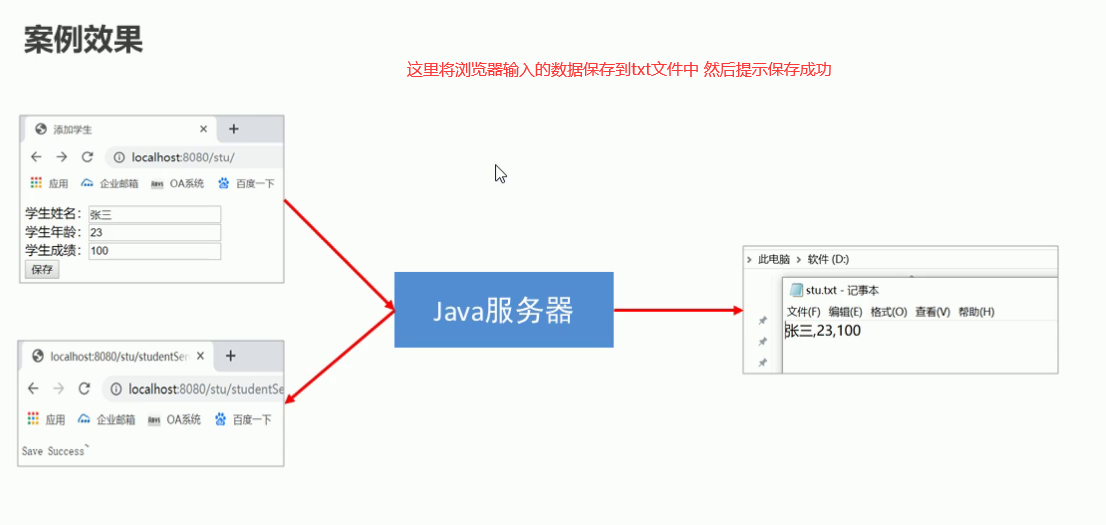 案例效果
这里将浏览器输入的数据保存到txt文件中 然后提示保存成功
添加学生
localhost:8080/stu/
应用 企业邮箱 OA系统 百度一下
学生姓名： 张三
学生年龄： 23
学生成绩： 100
保存
Java服务器
此电脑 > 软件 (D:)
stu.txt - 记事本
文件(F) 编辑(E) 格式(O) 查看(V) 帮助(H)
张三,23,100
localhost:8080/stu/studentSer
localhost:8080/stu/studentSe
应用 企业邮箱 OA系统 百度一下
Save Success~